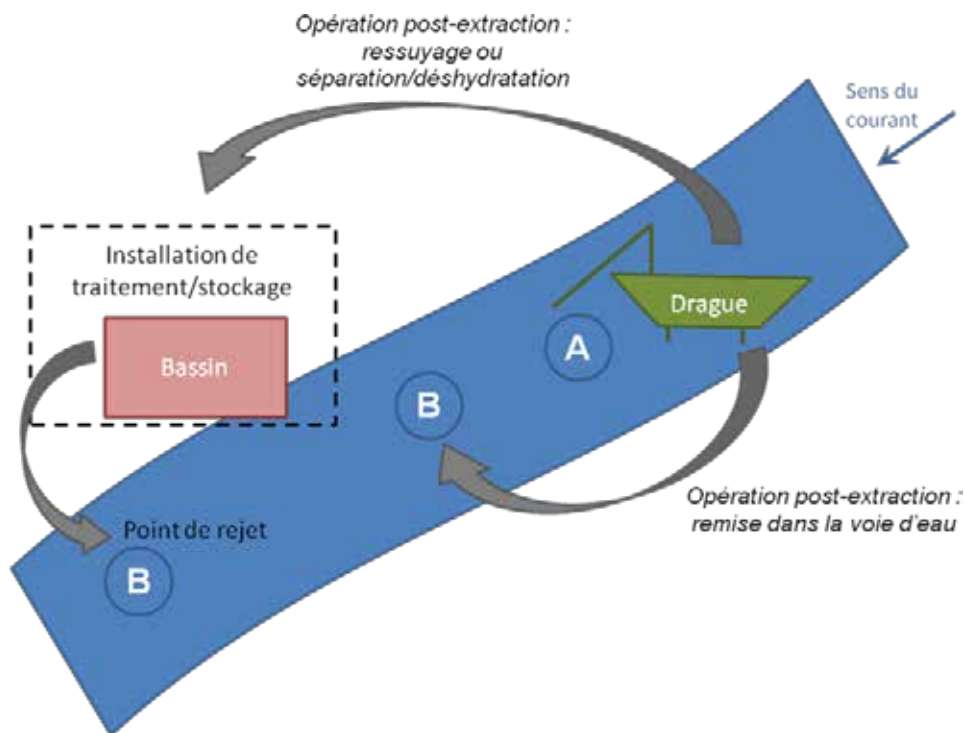 Opération post-extraction :
ressuyage ou
séparation/déshydratation
Sens du
courant
Installation de
traitement/stockage
Drague
Bassin
A
B
Opération post-extraction :
remise dans la voie d'eau
Point de rejet
B